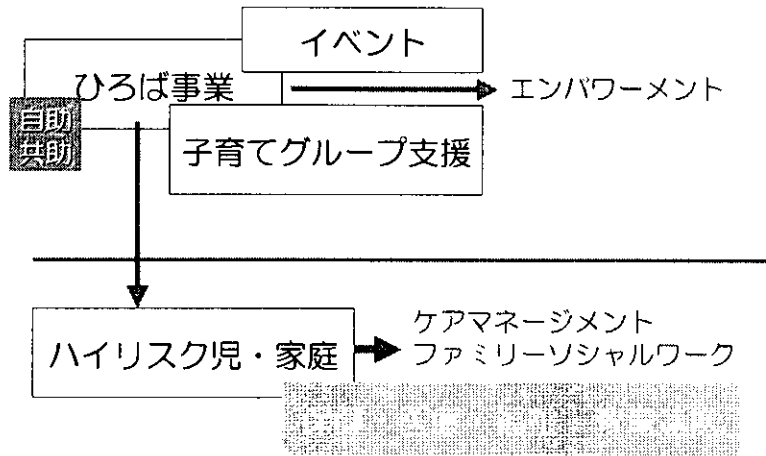 イベント
ひろば事業
エンパワーメント
自助
共助
子育てグループ支援
ケアマネージメント
ファミリーソシャルワーク
ハイリスク児・家庭